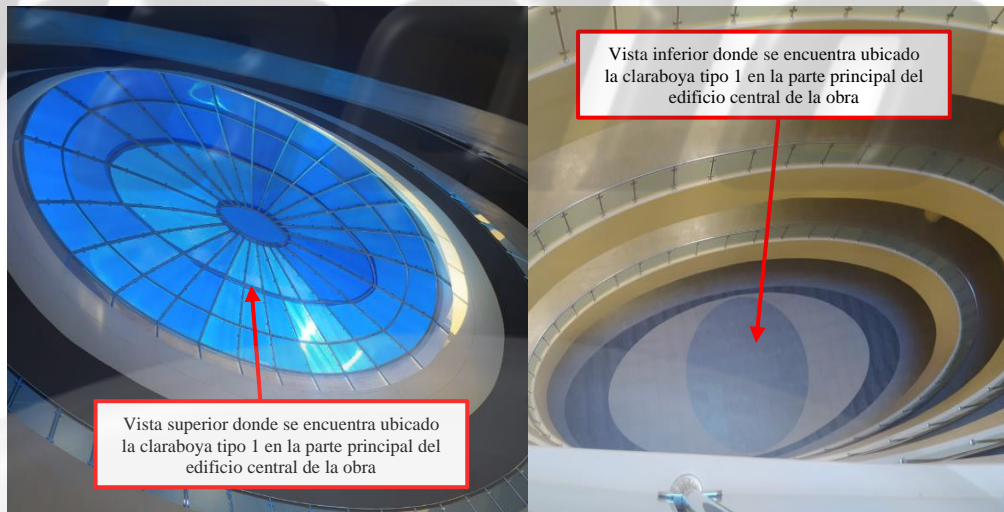 Vista superior donde se encuentra ubicado
la claraboya tipo 1 en la parte principal del
edificio central de la obra
Vista inferior donde se encuentra ubicado
la claraboya tipo 1 en la parte principal del
edificio central de la obra